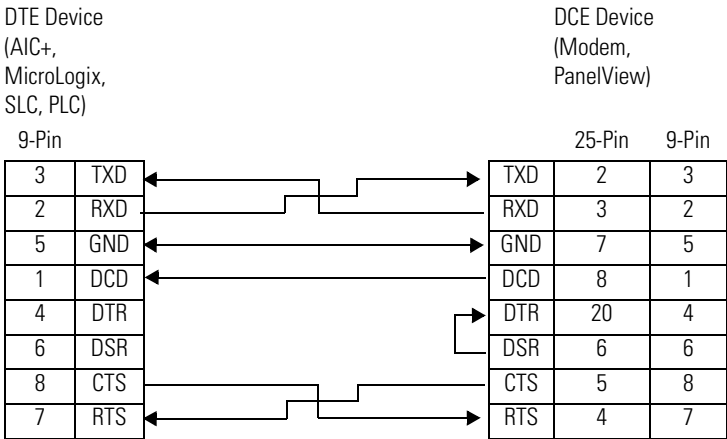 DTE Device
(AIC+,
MicroLogix,
SLC, PLC)
DCE Device
(Modem,
PanelView)
9-Pin
25-Pin 9-Pin
3 TXD TXD 2 3
2 RXD RXD 3 2
5 GND GND 7 5
1 DCD DCD 8 1
4 DTR DTR 20 4
6 DSR DSR 6 6
8 CTS CTS 5 8
7 RTS RTS 4 7